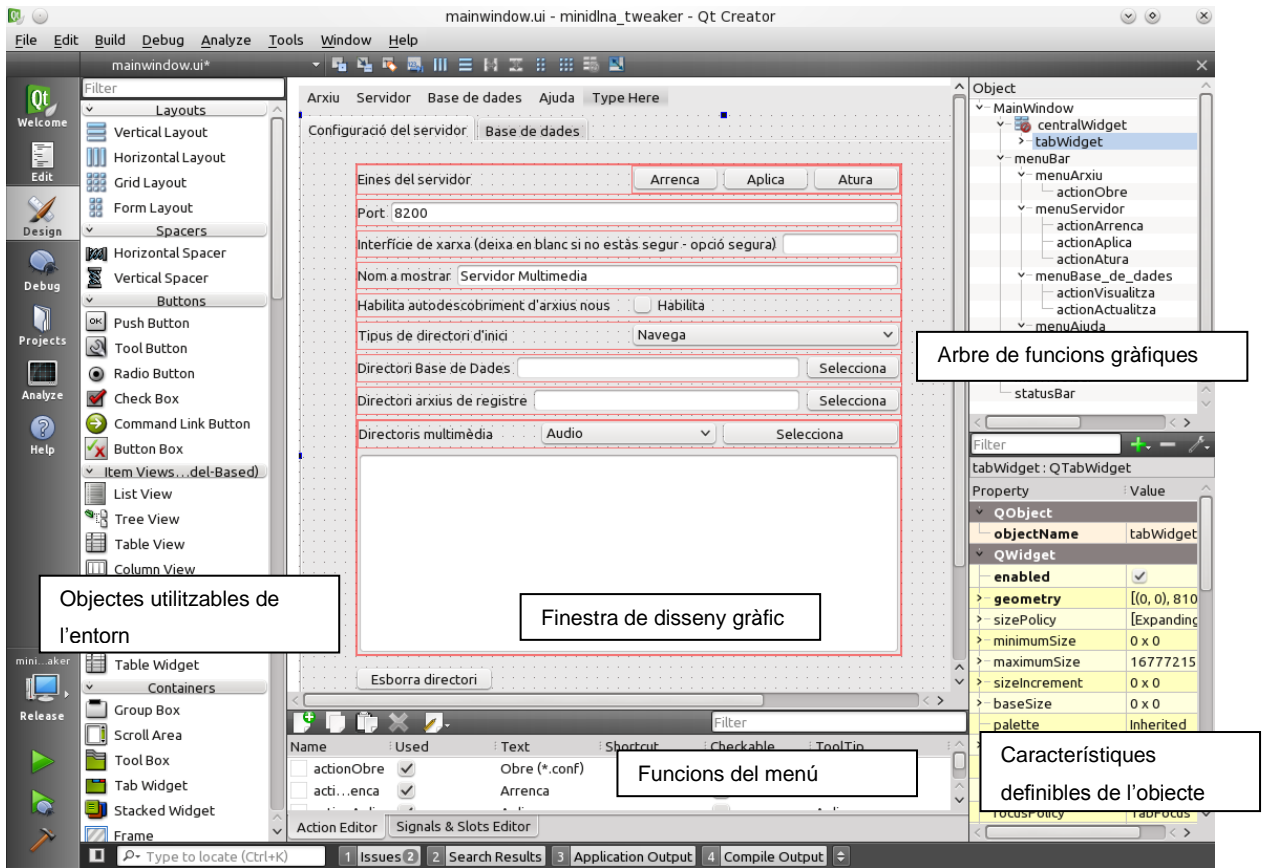 mainwindow.ui - minidlna_tweaker - Qt Creator
File Edit Build Debug Analyze Tools Window Help
mainwindow.ui*
Welcome
Edit
Design
Debug
Projects
Analyze
Help
mini...aker
Release
Filter
Layouts
Vertical Layout
Horizontal Layout
Grid Layout
Form Layout
Spacers
Horizontal Spacer
Vertical Spacer
Buttons
Push Button
Tool Button
Radio Button
Check Box
Command Link Button
Button Box
Item Views...del-Based)
List View
Tree View
Table View
Column View
Objectes utilitzables de
l'entorn
Table Widget
Containers
Group Box
Scroll Area
Tool Box
Tab Widget
Stacked Widget
Frame
Arxiu Servidor Base de dades Ajuda Type Here
Configuració del servidor Base de dades
Eines del servidor Arrenca Aplica Atura
Port 8200
Interfície de xarxa (deixa en blanc si no estàs segur - opció segura)
Nom a mostrar Servidor Multimedia
Habilita autodescobriment d'arxius nous Habilita
Tipus de directori d'inici Navega
Directori Base de Dades Selecciona
Directori arxius de registre Selecciona
Directoris multimèdia Audio Selecciona
Finestra de disseny gràfic
Esborra directori
Filter
Name Used Text Shortcut Checkable ToolTip
actionObre Obre (*.conf)
acti...enca Arrenca
Funcions del menú
Action Editor Signals & Slots Editor
Object
MainWindow
centralWidget
tabWidget
menuBar
menuArxiu
actionObre
menuServidor
actionArrenca
actionAplica
actionAtura
menuBase_de_dades
actionVisualitza
actionActualitza
menuAjuda
Arbre de funcions gràfiques
statusBar
Filter
tabWidget : QTabWidget
Property Value
QObject
objectName tabWidget
QWidget
enabled
geometry [(0, 0), 810
sizePolicy [Expanding
minimumSize 0 x 0
maximumSize 16777215
sizeIncrement 0 x 0
baseSize 0 x 0
palette Inherited
Característiques
definibles de l'objecte
focusPolicy TabFocus
Type to locate (Ctrl+K) 1 Issues 2 2 Search Results 3 Application Output 4 Compile Output